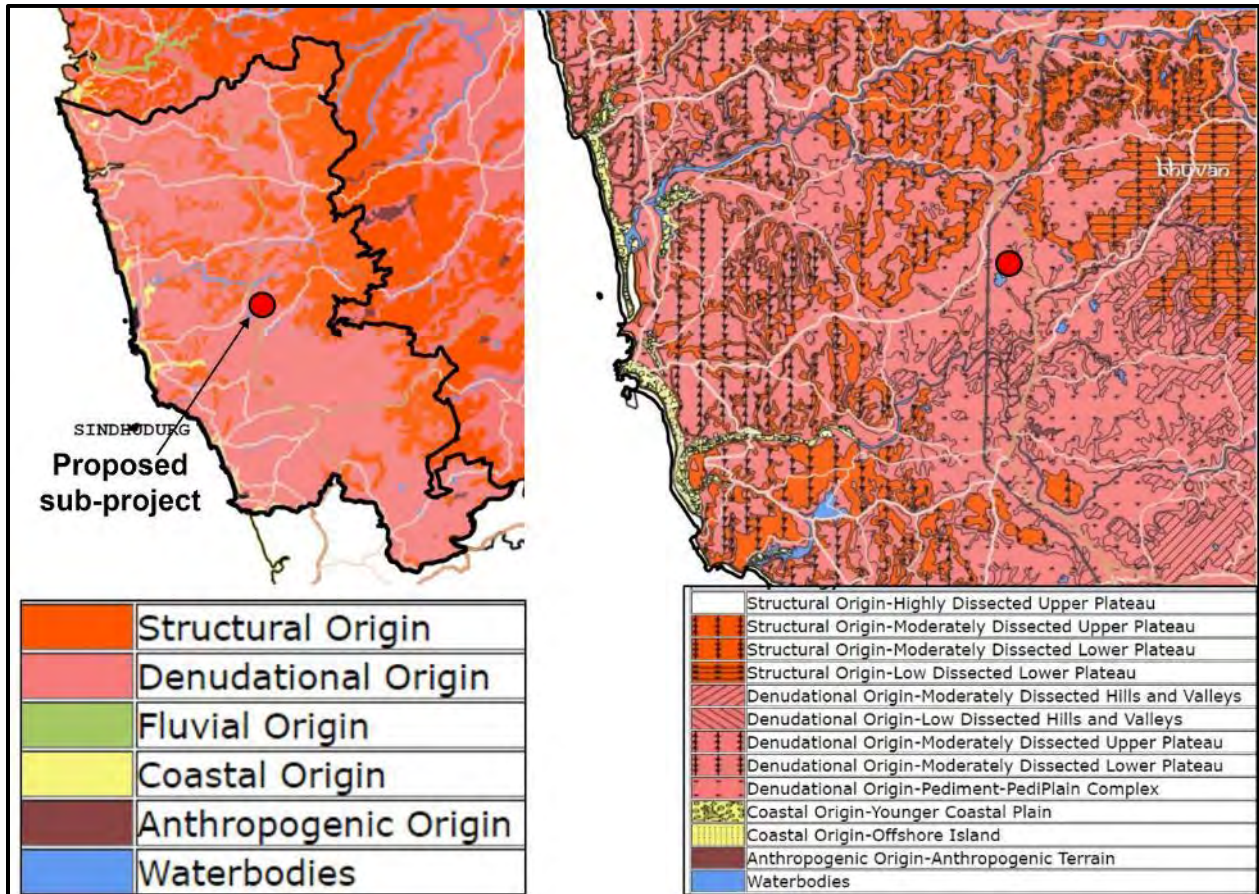 SINDHUDURG
Proposed
sub-project
bhuvan
Structural Origin
Denudational Origin
Fluvial Origin
Coastal Origin
Anthropogenic Origin
Waterbodies
Structural Origin-Highly Dissected Upper Plateau
Structural Origin-Moderately Dissected Upper Plateau
Structural Origin-Moderately Dissected Lower Plateau
Structural Origin-Low Dissected Lower Plateau
Denudational Origin-Moderately Dissected Hills and Valleys
Denudational Origin-Low Dissected Hills and Valleys
Denudational Origin-Moderately Dissected Upper Plateau
Denudational Origin-Moderately Dissected Lower Plateau
Denudational Origin-Pediment-PediPlain Complex
Coastal Origin-Younger Coastal Plain
Coastal Origin-Offshore Island
Anthropogenic Origin-Anthropogenic Terrain
Waterbodies